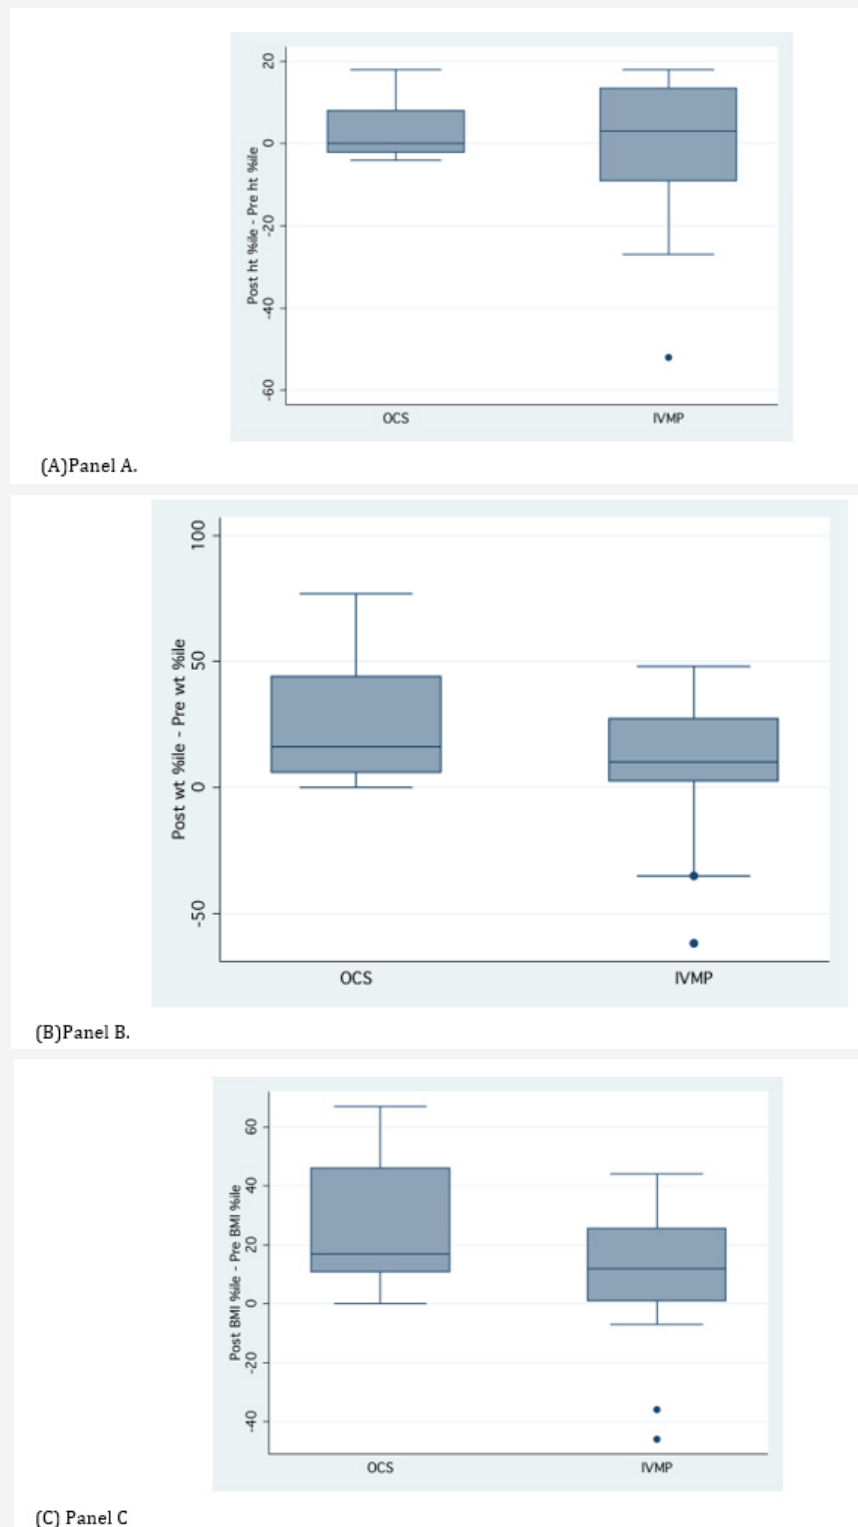 Post ht %ile - Pre ht %ile
20
0
-20
-40
-60
OCS IVMP
(A)Panel A.
Post wt %ile - Pre wt %ile
100
50
0
-50
OCS IVMP
(B)Panel B.
Post BMI %ile - Pre BMI %ile
60
40
20
0
-20
-40
OCS IVMP
(C) Panel C